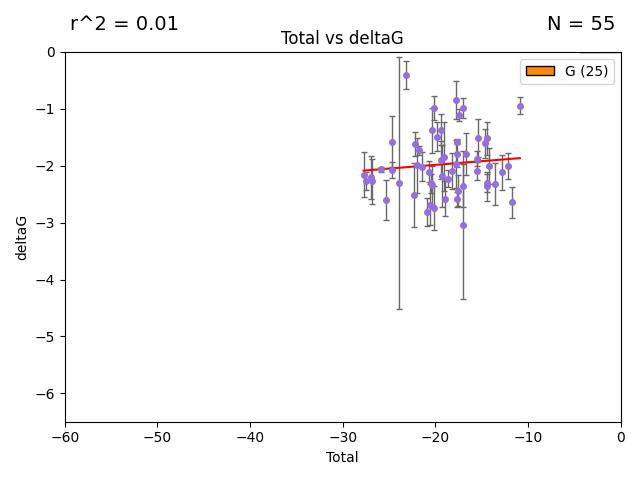 r^2 = 0.01
N = 55
Total vs deltaG
G (25)
deltaG
0
−1
−2
−3
−4
−5
−6
−60
−50
−40
−30
−20
−10
0
Total